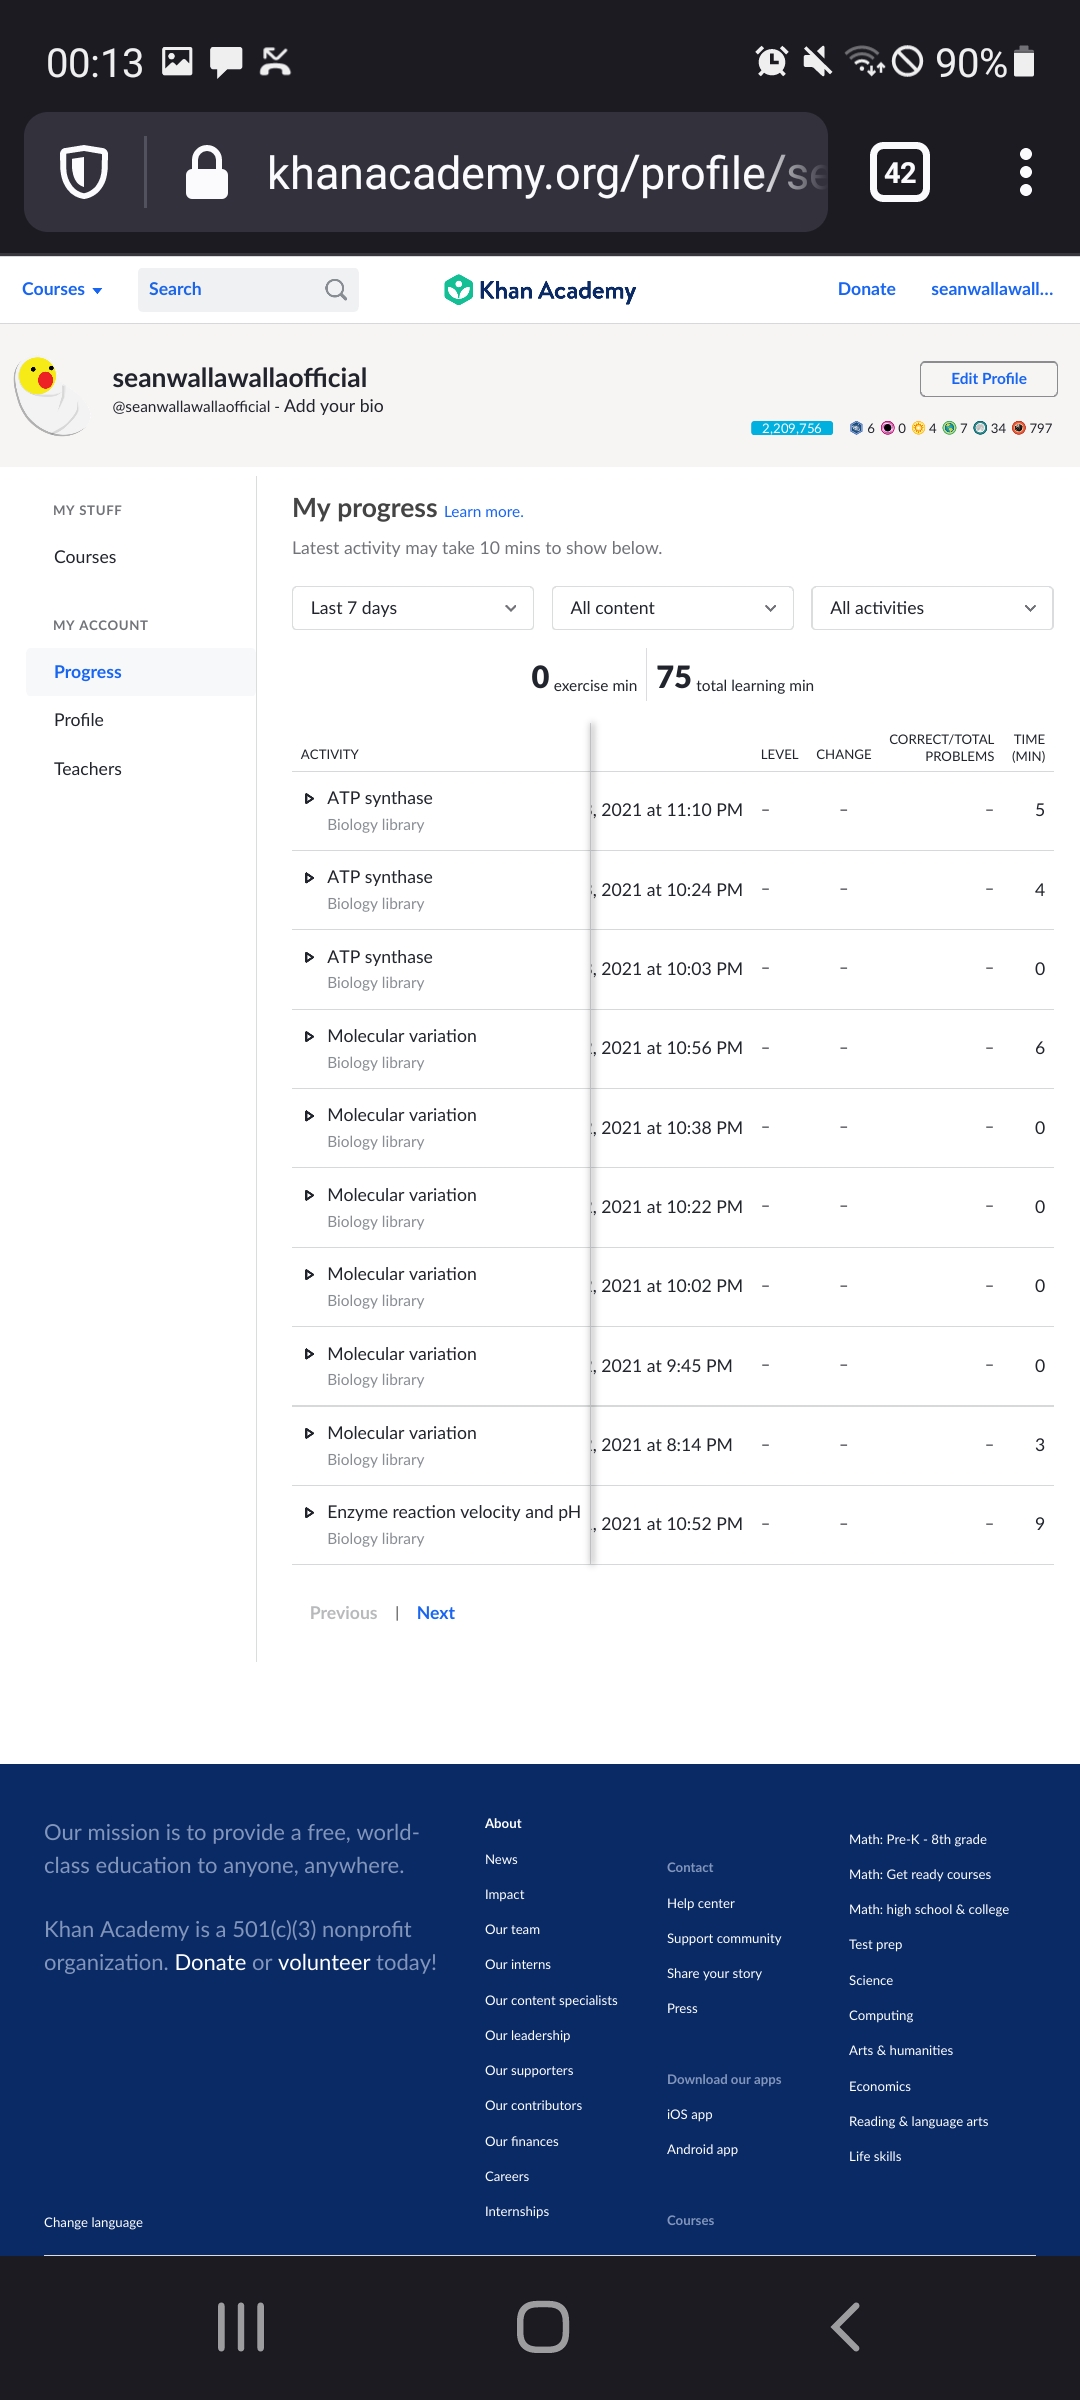 00:13
90%
khanacademy.org/profile/se
42
Courses
Search
Khan Academy
Donate
seanwallawall...
seanwallawallaofficial
@seanwallawallaofficial - Add your bio
Edit Profile
2,209,756 6 0 4 7 34 797
MY STUFF
Courses
MY ACCOUNT
Progress
Profile
Teachers
My progress Learn more.
Latest activity may take 10 mins to show below.
Last 7 days
All content
All activities
0 exercise min
75 total learning min
ACTIVITY LEVEL CHANGE CORRECT/TOTAL PROBLEMS TIME (MIN)
ATP synthase
Biology library
, 2021 at 11:10 PM – – – 5
ATP synthase
Biology library
, 2021 at 10:24 PM – – – 4
ATP synthase
Biology library
, 2021 at 10:03 PM – – – 0
Molecular variation
Biology library
, 2021 at 10:56 PM – – – 6
Molecular variation
Biology library
, 2021 at 10:38 PM – – – 0
Molecular variation
Biology library
, 2021 at 10:22 PM – – – 0
Molecular variation
Biology library
, 2021 at 10:02 PM – – – 0
Molecular variation
Biology library
, 2021 at 9:45 PM – – – 0
Molecular variation
Biology library
, 2021 at 8:14 PM – – – 3
Enzyme reaction velocity and pH
Biology library
, 2021 at 10:52 PM – – – 9
Previous | Next
Our mission is to provide a free, world-
class education to anyone, anywhere.
Khan Academy is a 501(c)(3) nonprofit
organization. Donate or volunteer today!
Change language
About
News
Impact
Our team
Our interns
Our content specialists
Our leadership
Our supporters
Our contributors
Our finances
Careers
Internships
Contact
Help center
Support community
Share your story
Press
Download our apps
iOS app
Android app
Courses
Math: Pre-K - 8th grade
Math: Get ready courses
Math: high school & college
Test prep
Science
Computing
Arts & humanities
Economics
Reading & language arts
Life skills